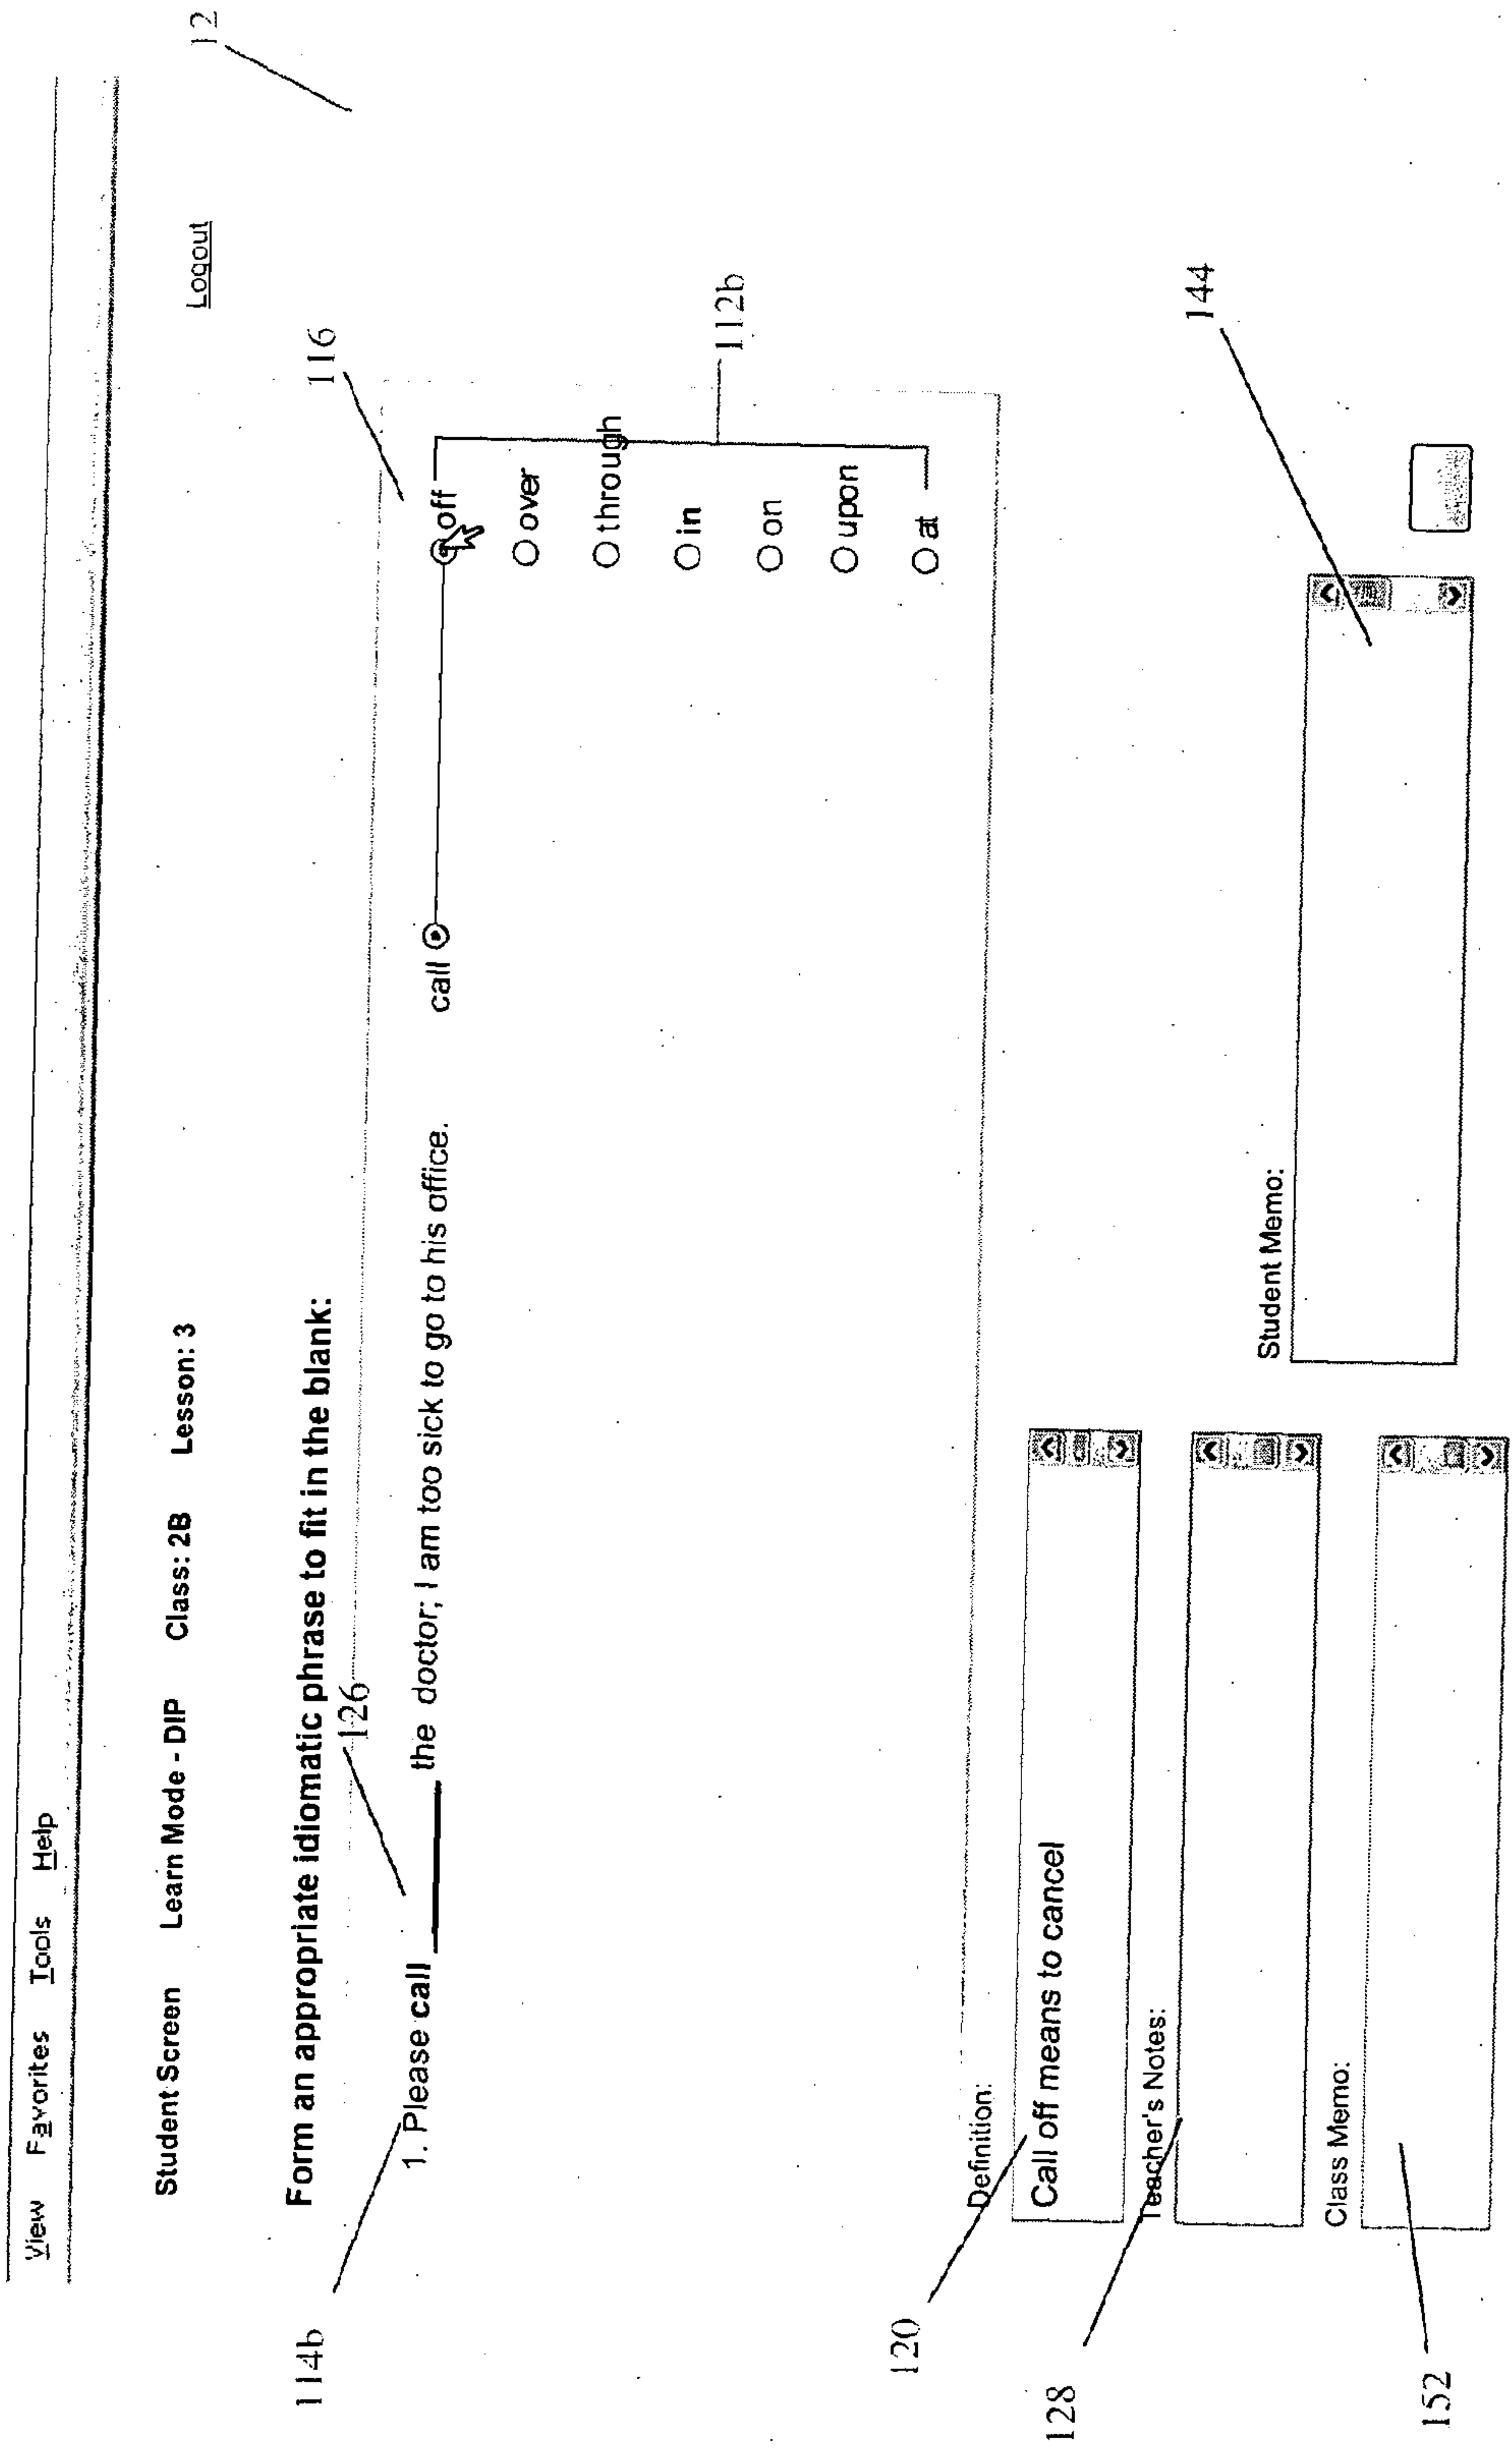 View Favorites Tools Help
12
Student Screen Learn Mode - DIP Class: 2B Lesson: 3 Logout
Form an appropriate idiomatic phrase to fit in the blank:
114b
126
116
1. Please call ____ the doctor; I am too sick to go to his office. call off
over
through
in
on
upon
at
112b
Definition:
120
Call off means to cancel
Teacher's Notes:
128
Student Memo:
144
Class Memo:
152